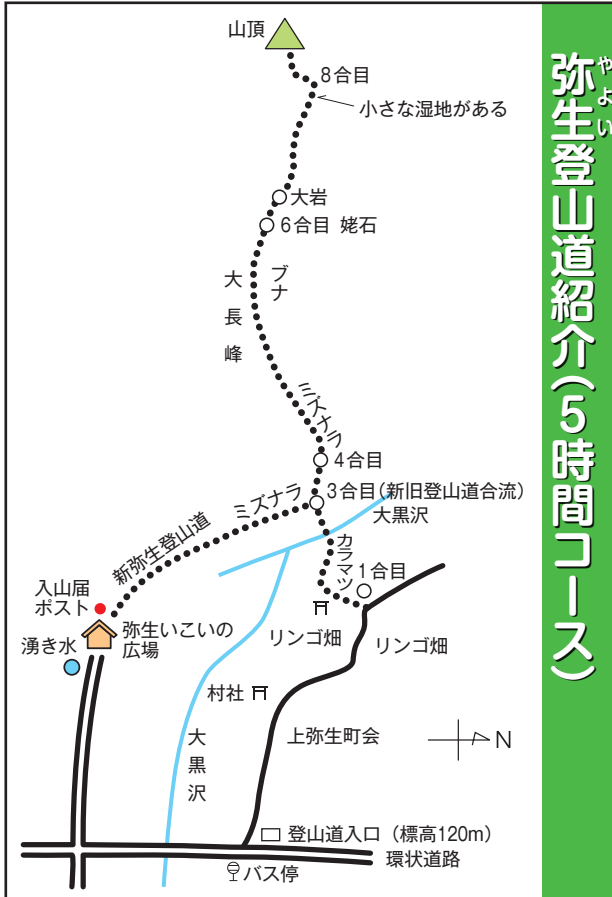 弥生登山道紹介（5時間コース）
やよい
山頂
8合目
小さな湿地がある
大岩
6合目 姥石
ブナ
大長峰
ミズナラ
4合目
3合目（新旧登山道合流）
大黒沢
ミズナラ
新弥生登山道
カラマツ
1合目
入山届
ポスト
弥生いこいの
広場
湧き水
リンゴ畑
リンゴ畑
村社
上弥生町会
N
大黒沢
登山道入口（標高120m）
環状道路
バス停